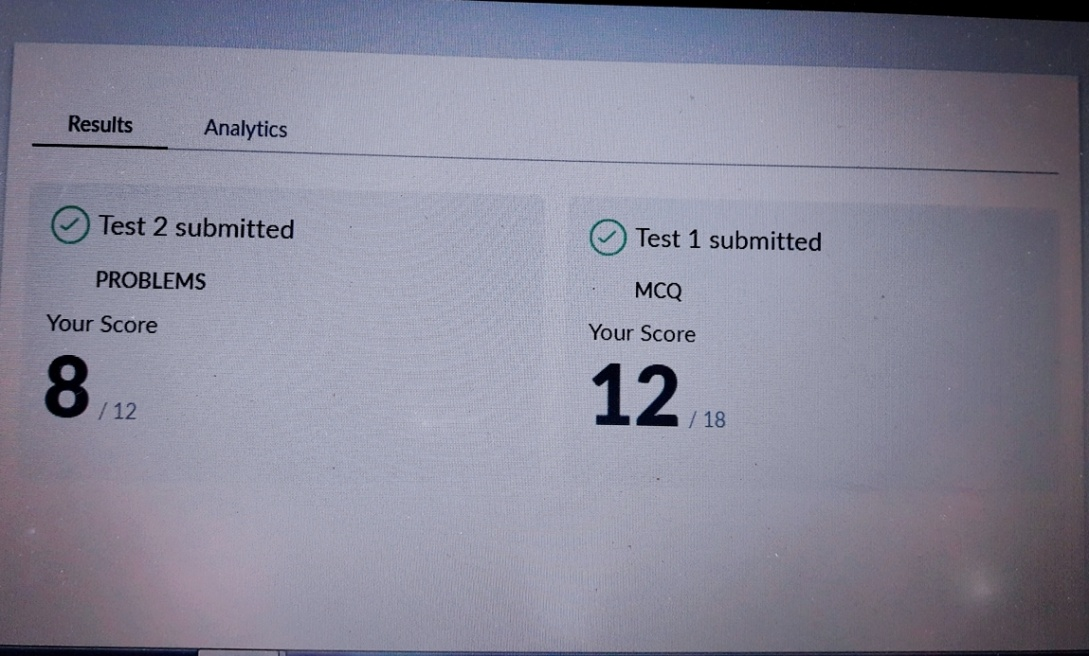 Results
Analytics
Test 2 submitted
PROBLEMS
Your Score
8 / 12
Test 1 submitted
MCQ
Your Score
12 / 18